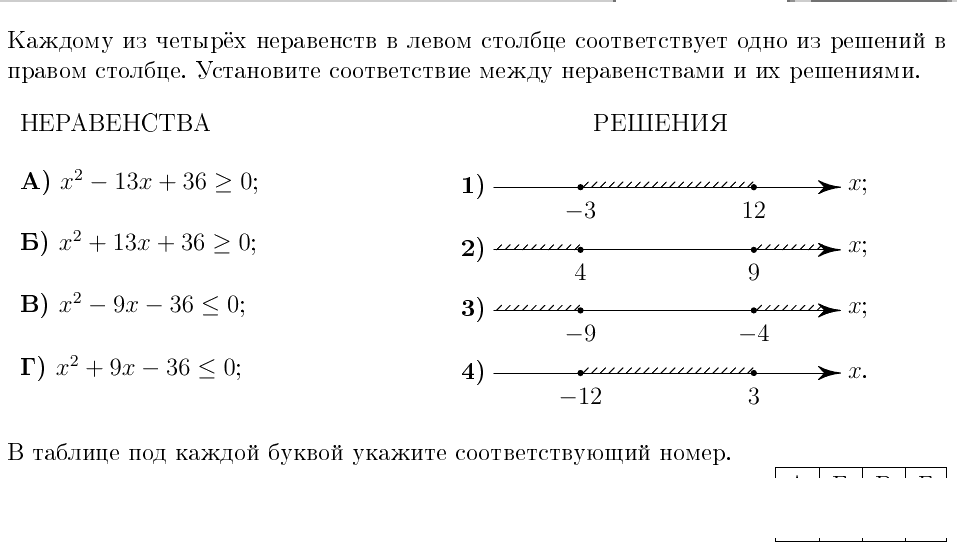 Каждому из четырёх неравенств в левом столбце соответствует одно из решений в
правом столбце. Установите соответствие между неравенствами и их решениями.
НЕРАВЕНСТВА РЕШЕНИЯ
А) x² − 13x + 36 ≥ 0; 1) x;
−3 12
Б) x² + 13x + 36 ≥ 0; 2) x;
4 9
В) x² − 9x − 36 ≤ 0; 3) x;
−9 −4
Г) x² + 9x − 36 ≤ 0; 4) x.
−12 3
В таблице под каждой буквой укажите соответствующий номер.